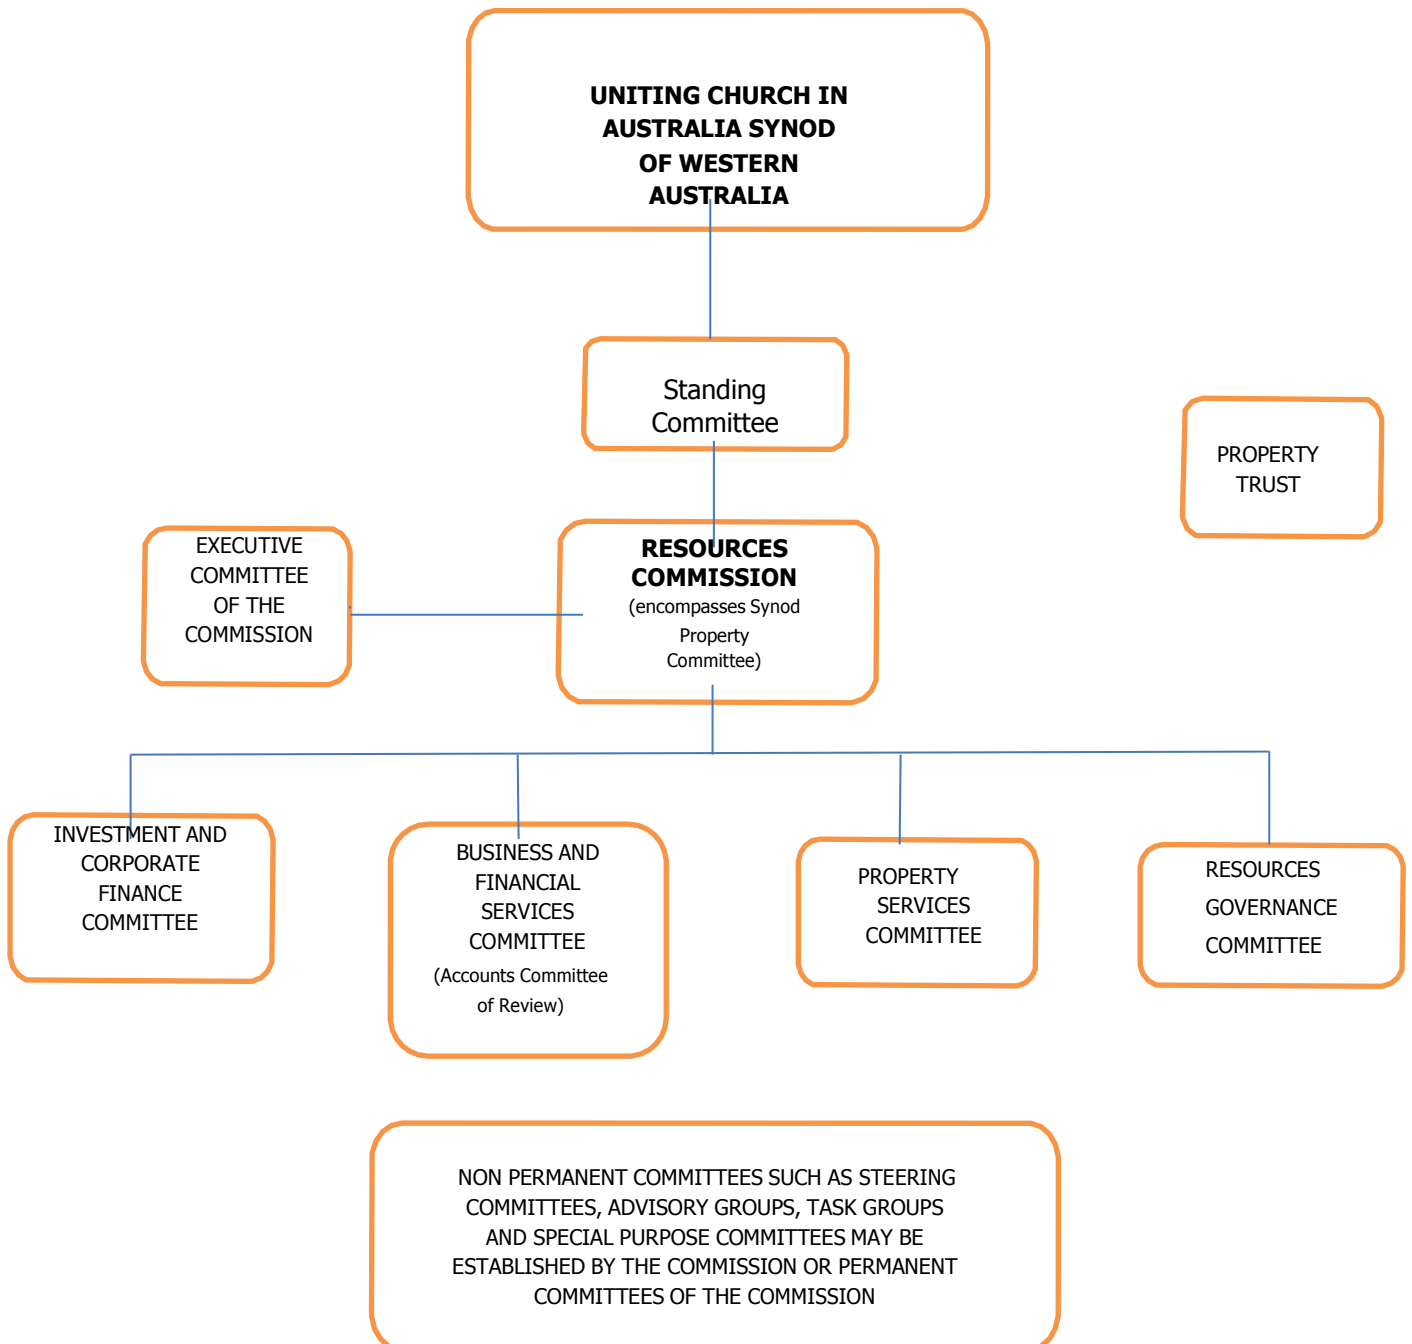 UNITING CHURCH IN
AUSTRALIA SYNOD
OF WESTERN
AUSTRALIA
Standing
Committee
PROPERTY
TRUST
EXECUTIVE
COMMITTEE
OF THE
COMMISSION
RESOURCES
COMMISSION
(encompasses Synod
Property
Committee)
INVESTMENT AND
CORPORATE
FINANCE
COMMITTEE
BUSINESS AND
FINANCIAL
SERVICES
COMMITTEE
(Accounts Committee
of Review)
PROPERTY
SERVICES
COMMITTEE
RESOURCES
GOVERNANCE
COMMITTEE
NON PERMANENT COMMITTEES SUCH AS STEERING
COMMITTEES, ADVISORY GROUPS, TASK GROUPS
AND SPECIAL PURPOSE COMMITTEES MAY BE
ESTABLISHED BY THE COMMISSION OR PERMANENT
COMMITTEES OF THE COMMISSION